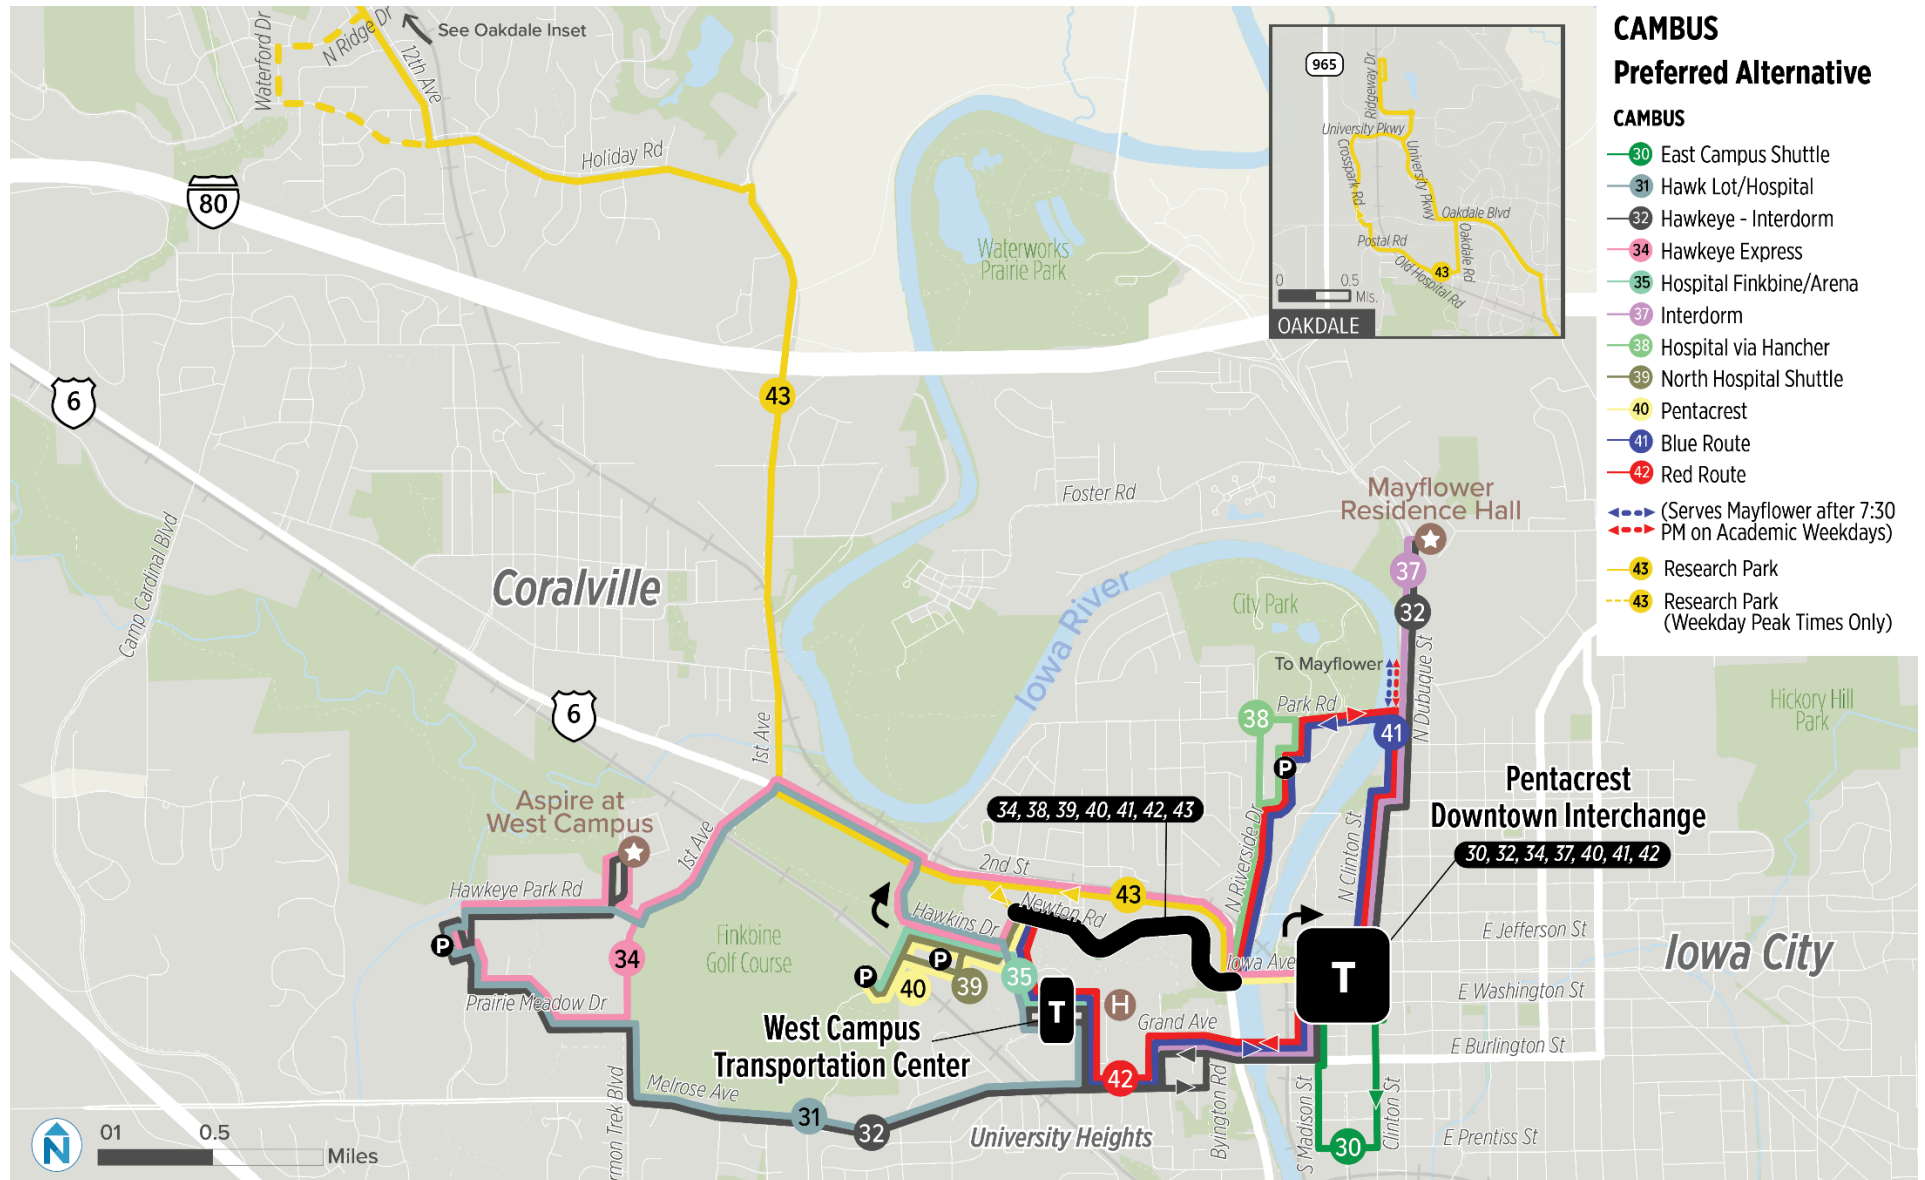 CAMBUS
Preferred Alternative
CAMBUS
30 East Campus Shuttle
31 Hawk Lot/Hospital
32 Hawkeye - Interdorm
34 Hawkeye Express
35 Hospital Finkbine/Arena
37 Interdorm
38 Hospital via Hancher
39 North Hospital Shuttle
40 Pentacrest
41 Blue Route
42 Red Route
(Serves Mayflower after 7:30
PM on Academic Weekdays)
43 Research Park
43 Research Park
(Weekday Peak Times Only)
See Oakdale Inset
Waterford Dr
N Ridge Dr
12th Ave
Holiday Rd
80
6
43
Waterworks
Prairie Park
965
Ridgeway Dr
University Pkwy
Crosspark Rd
University Pkwy
Oakdale Blvd
Oakdale Rd
Postal Rd
Old Hospital Rd
43
0 0.5
Mls.
OAKDALE
Foster Rd
Mayflower
Residence Hall
37
32
Camp Cardinal Blvd
Coralville
Iowa River
City Park
To Mayflower
N Dubuque St
Hickory Hill
Park
6
1st Ave
38
Park Rd
41
P
Pentacrest
Downtown Interchange
30, 32, 34, 37, 40, 41, 42
34, 38, 39, 40, 41, 42, 43
Aspire at
West Campus
1st Ave
2nd St
43
N Riverside Dr
N Clinton St
Hawkeye Park Rd
Hawkins Dr
Newton Rd
E Jefferson St
Iowa City
P
34
Finkbine
Golf Course
P
P
40
39
35
Iowa Ave
T
E Washington St
Prairie Meadow Dr
T
H
West Campus
Transportation Center
Grand Ave
E Burlington St
42
Melrose Ave
31
32
University Heights
Byington Rd
S Madison St
Clinton St
E Prentiss St
30
N
01 0.5
Miles
rmon Trek Blvd